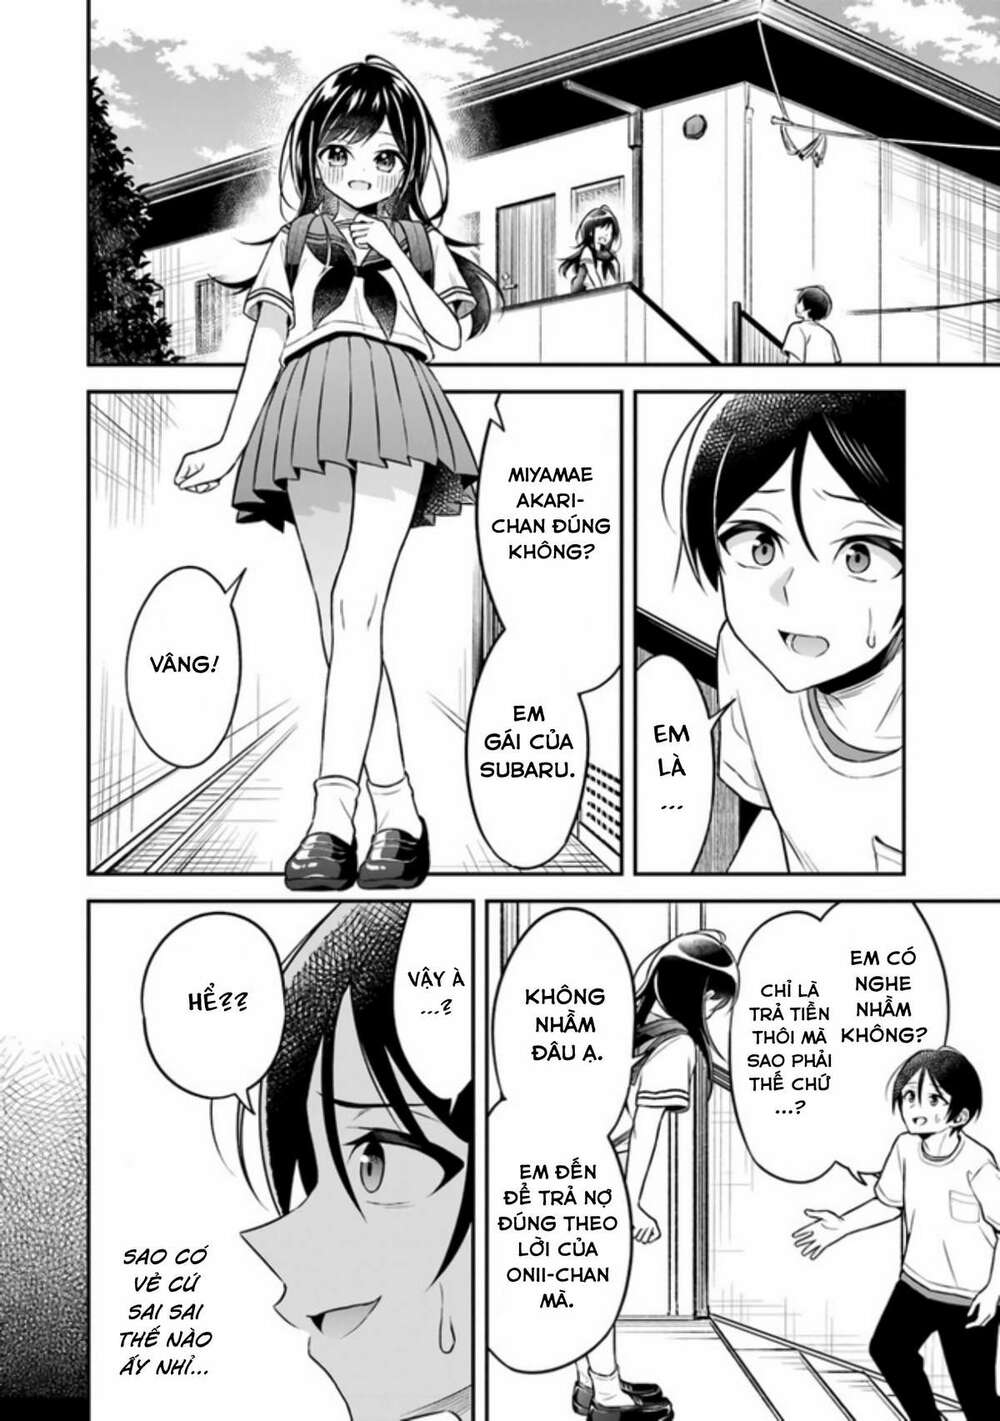 EM
LÀ
...
MIYAMAE
AKARI-
CHAN ĐÚNG
KHÔNG?
EM
GÁI CỦA
SUBARU.
VÂNG!
EM CÓ
NGHE
NHẦM
KHÔNG?
CHỈ LÀ
TRẢ TIỀN
THÔI MÀ
SAO PHẢI
THẾ CHỨ
...?
KHÔNG
NHẦM
ĐÂU Ạ.
EM ĐẾN
ĐỂ TRẢ NỢ
ĐÚNG THEO
LỜI CỦA
ONII-CHAN
MÀ.
VẬY À
...?
HỂ??
SAO CÓ
VẺ CỨ
SAI SAI
THẾ NÀO
ẤY NHỈ...